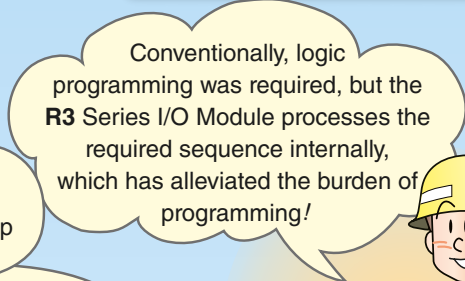 Conventionally, logic
programming was required, but the
R3 Series I/O Module processes the
required sequence internally,
which has alleviated the burden of
programming!
p